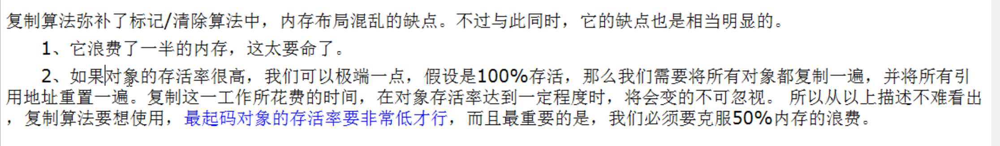 复制算法弥补了标记/清除算法中，内存布局混乱的缺点。不过与此同时，它的缺点也是相当明显的。
1、它浪费了一半的内存，这太要命了。
2、如果对象的存活率很高，我们可以极端一点，假设是100%存活，那么我们需要将所有对象都复制一遍，并将所有引
用地址重置一遍。复制这一工作所花费的时间，在对象存活率达到一定程度时，将会变的不可忽视。 所以从以上描述不难看出
，复制算法要想使用，最起码对象的存活率要非常低才行，而且最重要的是，我们必须要克服50%内存的浪费。